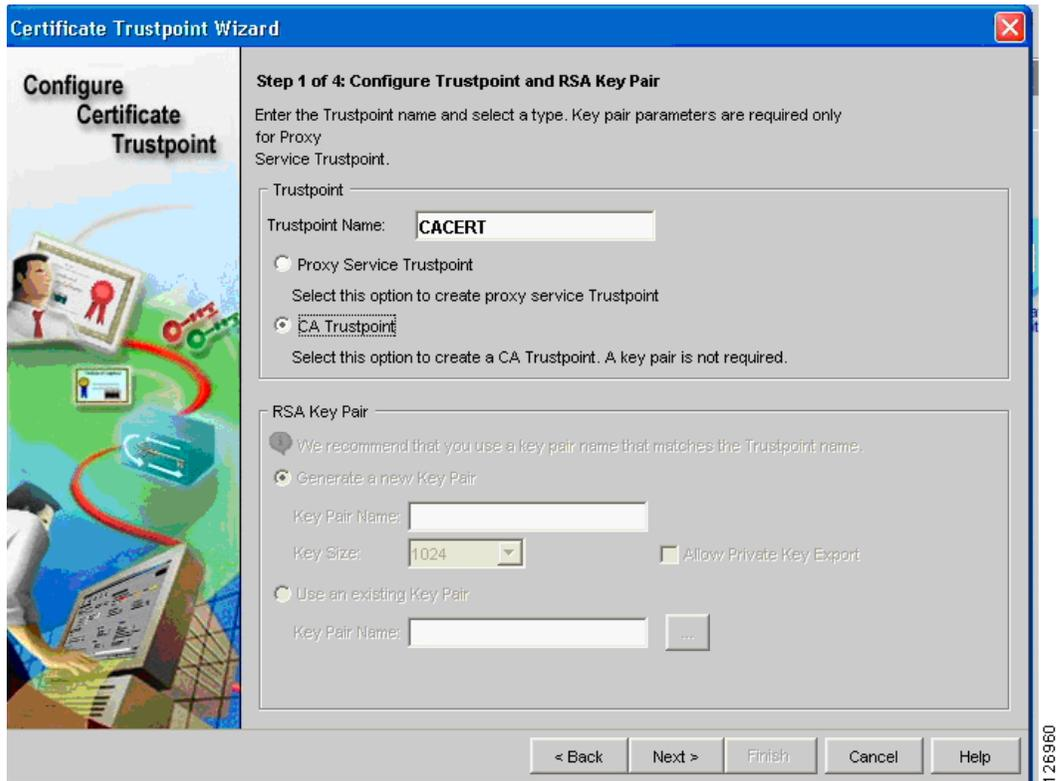 Certificate Trustpoint Wizard
Configure
Certificate
Trustpoint
Step 1 of 4: Configure Trustpoint and RSA Key Pair
Enter the Trustpoint name and select a type. Key pair parameters are required only
for Proxy
Service Trustpoint.
Trustpoint
Trustpoint Name: CACERT
Proxy Service Trustpoint
Select this option to create proxy service Trustpoint
CA Trustpoint
Select this option to create a CA Trustpoint. A key pair is not required.
RSA Key Pair
We recommend that you use a key pair name that matches the Trustpoint name.
Generate a new Key Pair
Key Pair Name:
Key Size: 1024 Allow Private Key Export
Use an existing Key Pair
Key Pair Name: ...
< Back Next > Finish Cancel Help
126960